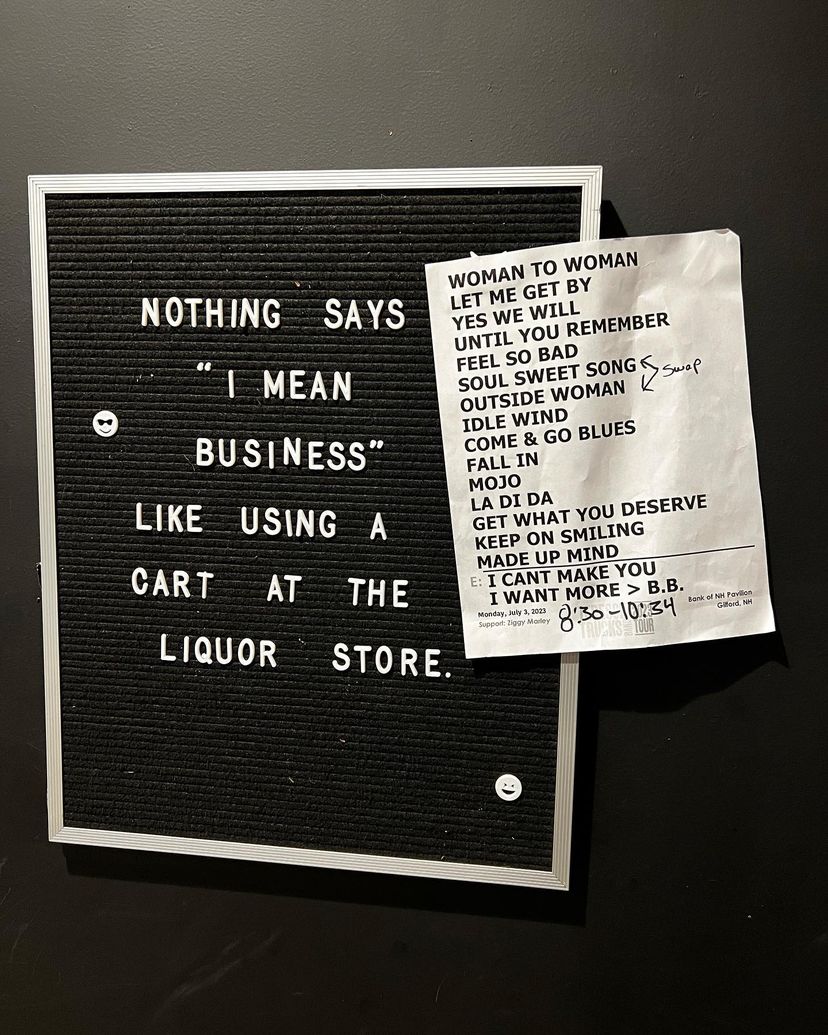 NOTHING SAYS
" I MEAN
BUSINESS"
LIKE USING A
CART AT THE
LIQUOR STORE.
WOMAN TO WOMAN
LET ME GET BY
YES WE WILL
UNTIL YOU REMEMBER
FEEL SO BAD
SOUL SWEET SONG
swap
OUTSIDE WOMAN
IDLE WIND
COME & GO BLUES
FALL IN
MOJO
LA DI DA
GET WHAT YOU DESERVE
KEEP ON SMILING
MADE UP MIND
E: I CANT MAKE YOU
I WANT MORE > B.B.
Monday, July 3, 2023
Support: Ziggy Marley
8:30-10:34
TRUCKS
TOUR
Bank of NH Pavilion
Gilford, NH